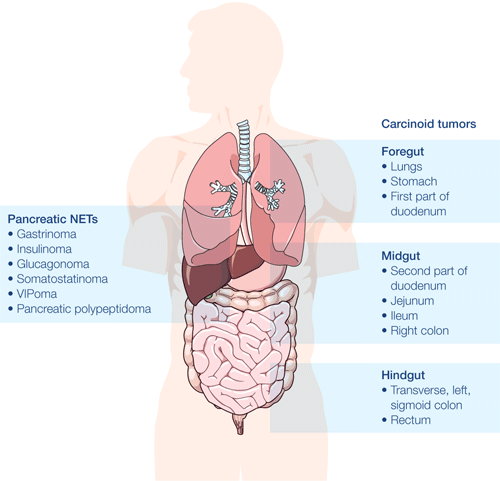 Carcinoid tumors
Foregut
• Lungs
• Stomach
• First part of
duodenum
Pancreatic NETs
• Gastrinoma
• Insulinoma
• Glucagonoma
• Somatostatinoma
• VIPoma
• Pancreatic polypeptidoma
Midgut
• Second part of
duodenum
• Jejunum
• Ileum
• Right colon
Hindgut
• Transverse, left,
sigmoid colon
• Rectum